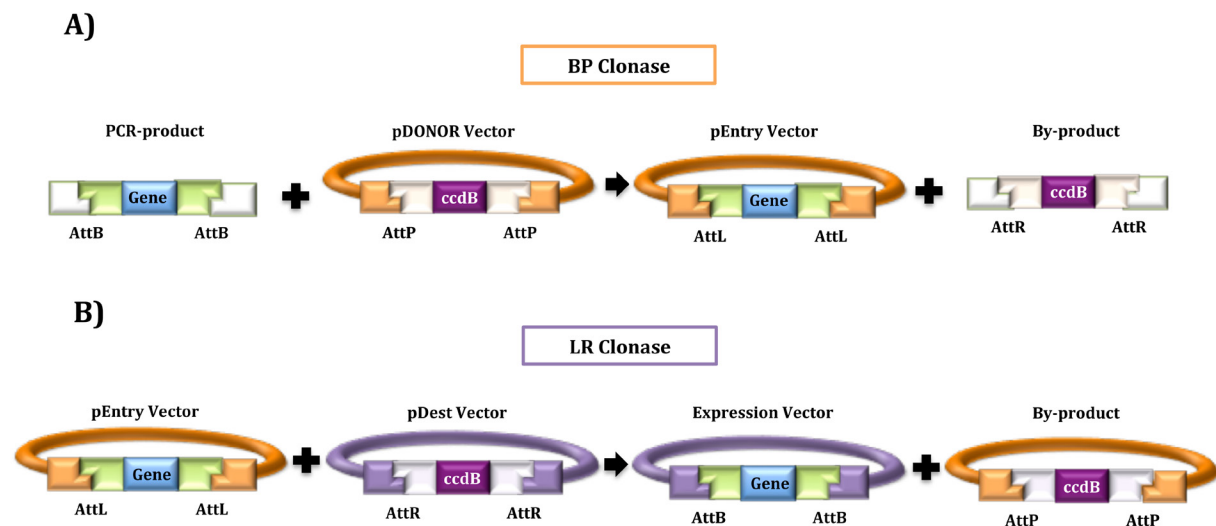 A)
BP Clonase
PCR-product pDONOR Vector pEntry Vector By-product
Gene ccdB Gene ccdB
AttB AttB AttP AttP AttL AttL AttR AttR
B)
LR Clonase
pEntry Vector pDest Vector Expression Vector By-product
Gene ccdB Gene ccdB
AttL AttL AttR AttR AttB AttB AttP AttP